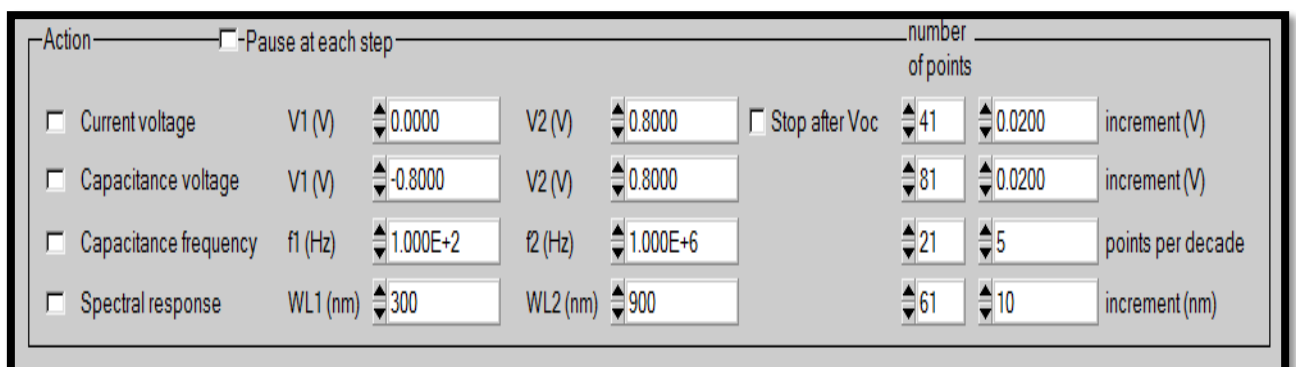 Action Pause at each step number
of points
Current voltage V1 (V) 0.0000 V2 (V) 0.8000 Stop after Voc 41 0.0200 increment (V)
Capacitance voltage V1 (V) -0.8000 V2 (V) 0.8000 81 0.0200 increment (V)
Capacitance frequency f1 (Hz) 1.000E+2 f2 (Hz) 1.000E+6 21 5 points per decade
Spectral response WL1 (nm) 300 WL2 (nm) 900 61 10 increment (nm)